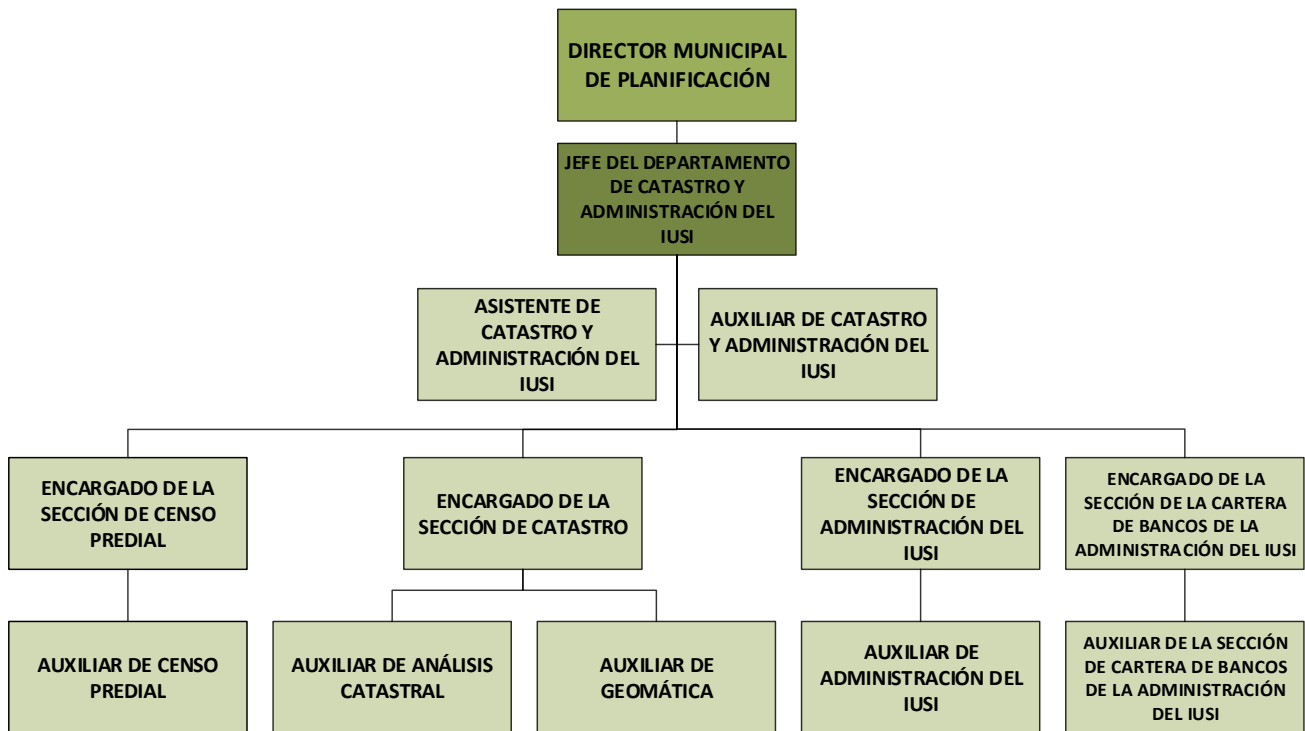 DIRECTOR MUNICIPAL
DE PLANIFICACIÓN
JEFE DEL DEPARTAMENTO
DE CATASTRO Y
ADMINISTRACIÓN DEL
IUSI
ASISTENTE DE
CATASTRO Y
ADMINISTRACIÓN DEL
IUSI
AUXILIAR DE CATASTRO
Y ADMINISTRACIÓN DEL
IUSI
ENCARGADO DE LA
SECCIÓN DE CENSO
PREDIAL
ENCARGADO DE LA
SECCIÓN DE CATASTRO
ENCARGADO DE LA
SECCIÓN DE
ADMINISTRACIÓN DEL
IUSI
ENCARGADO DE LA
SECCIÓN DE LA CARTERA
DE BANCOS DE LA
ADMINISTRACIÓN DEL IUSI
AUXILIAR DE CENSO
PREDIAL
AUXILIAR DE ANÁLISIS
CATASTRAL
AUXILIAR DE
GEOMÁTICA
AUXILIAR DE
ADMINISTRACIÓN DEL
IUSI
AUXILIAR DE LA SECCIÓN
DE CARTERA DE BANCOS
DE LA ADMINISTRACIÓN
DEL IUSI